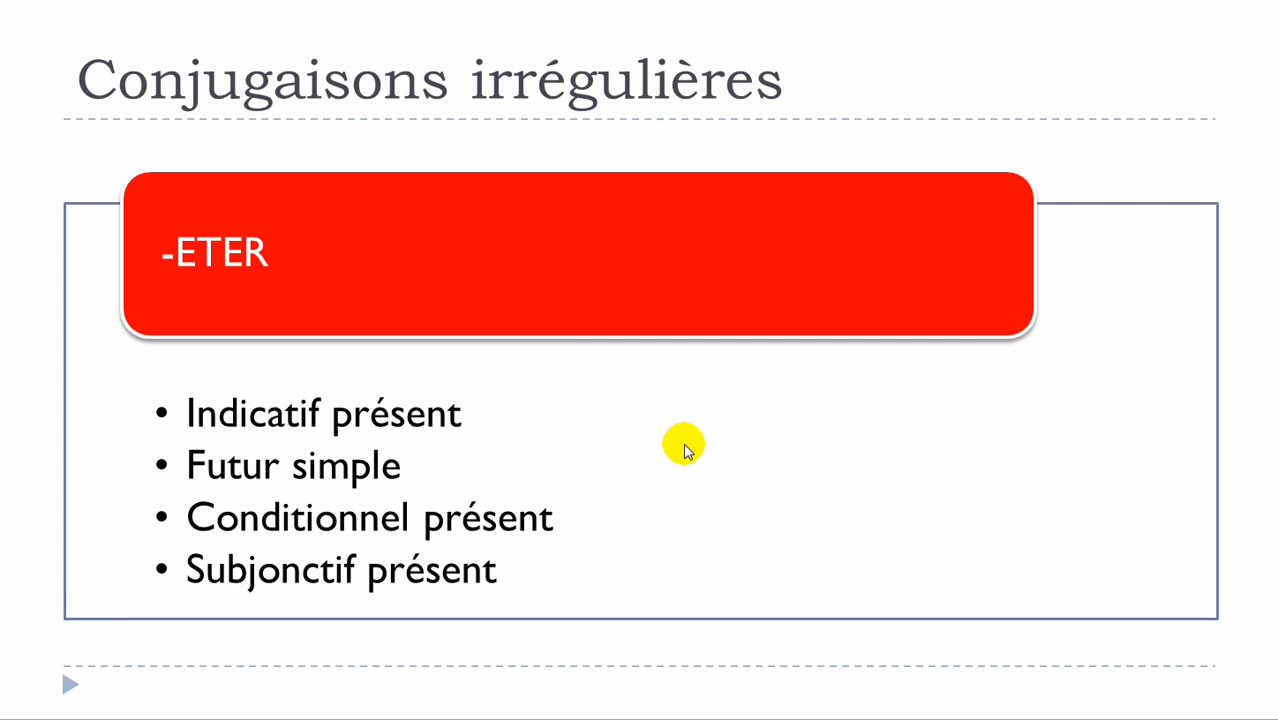 Conjugaisons irrégulières
-ETER
• Indicatif présent
• Futur simple
• Conditionnel présent
• Subjonctif présent